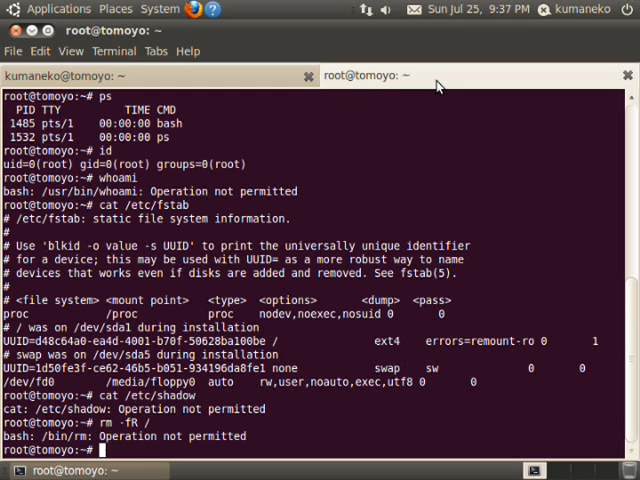 Applications Places System Sun Jul 25, 9:37 PM kumaneko
root@tomoyo: ~
File Edit View Terminal Tabs Help
kumaneko@tomoyo: ~ root@tomoyo: ~
root@tomoyo:~# ps
PID TTY TIME CMD
1485 pts/1 00:00:00 bash
1532 pts/1 00:00:00 ps
root@tomoyo:~# id
uid=0(root) gid=0(root) groups=0(root)
root@tomoyo:~# whoami
bash: /usr/bin/whoami: Operation not permitted
root@tomoyo:~# cat /etc/fstab
# /etc/fstab: static file system information.
#
# Use 'blkid -o value -s UUID' to print the universally unique identifier
# for a device; this may be used with UUID= as a more robust way to name
# devices that works even if disks are added and removed. See fstab(5).
#
# <file system> <mount point> <type> <options> <dump> <pass>
proc /proc proc nodev,noexec,nosuid 0 0
# / was on /dev/sda1 during installation
UUID=d48c64a0-ea4d-4001-b70f-50628ba100be / ext4 errors=remount-ro 0 1
# swap was on /dev/sda5 during installation
UUID=1d50fe3f-ce62-46b5-b051-934196da8fe1 none swap sw 0 0
/dev/fd0 /media/floppy0 auto rw,user,noauto,exec,utf8 0 0
root@tomoyo:~# cat /etc/shadow
cat: /etc/shadow: Operation not permitted
root@tomoyo:~# rm -fR /
bash: /bin/rm: Operation not permitted
root@tomoyo:~#
root@tomoyo: ~